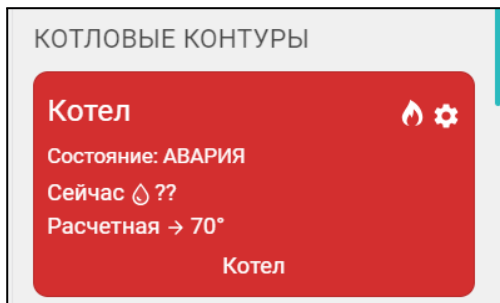 КОТЛОВЫЕ КОНТУРЫ
Котел
Состояние: АВАРИЯ
Сейчас ??
Расчетная → 70°
Котел